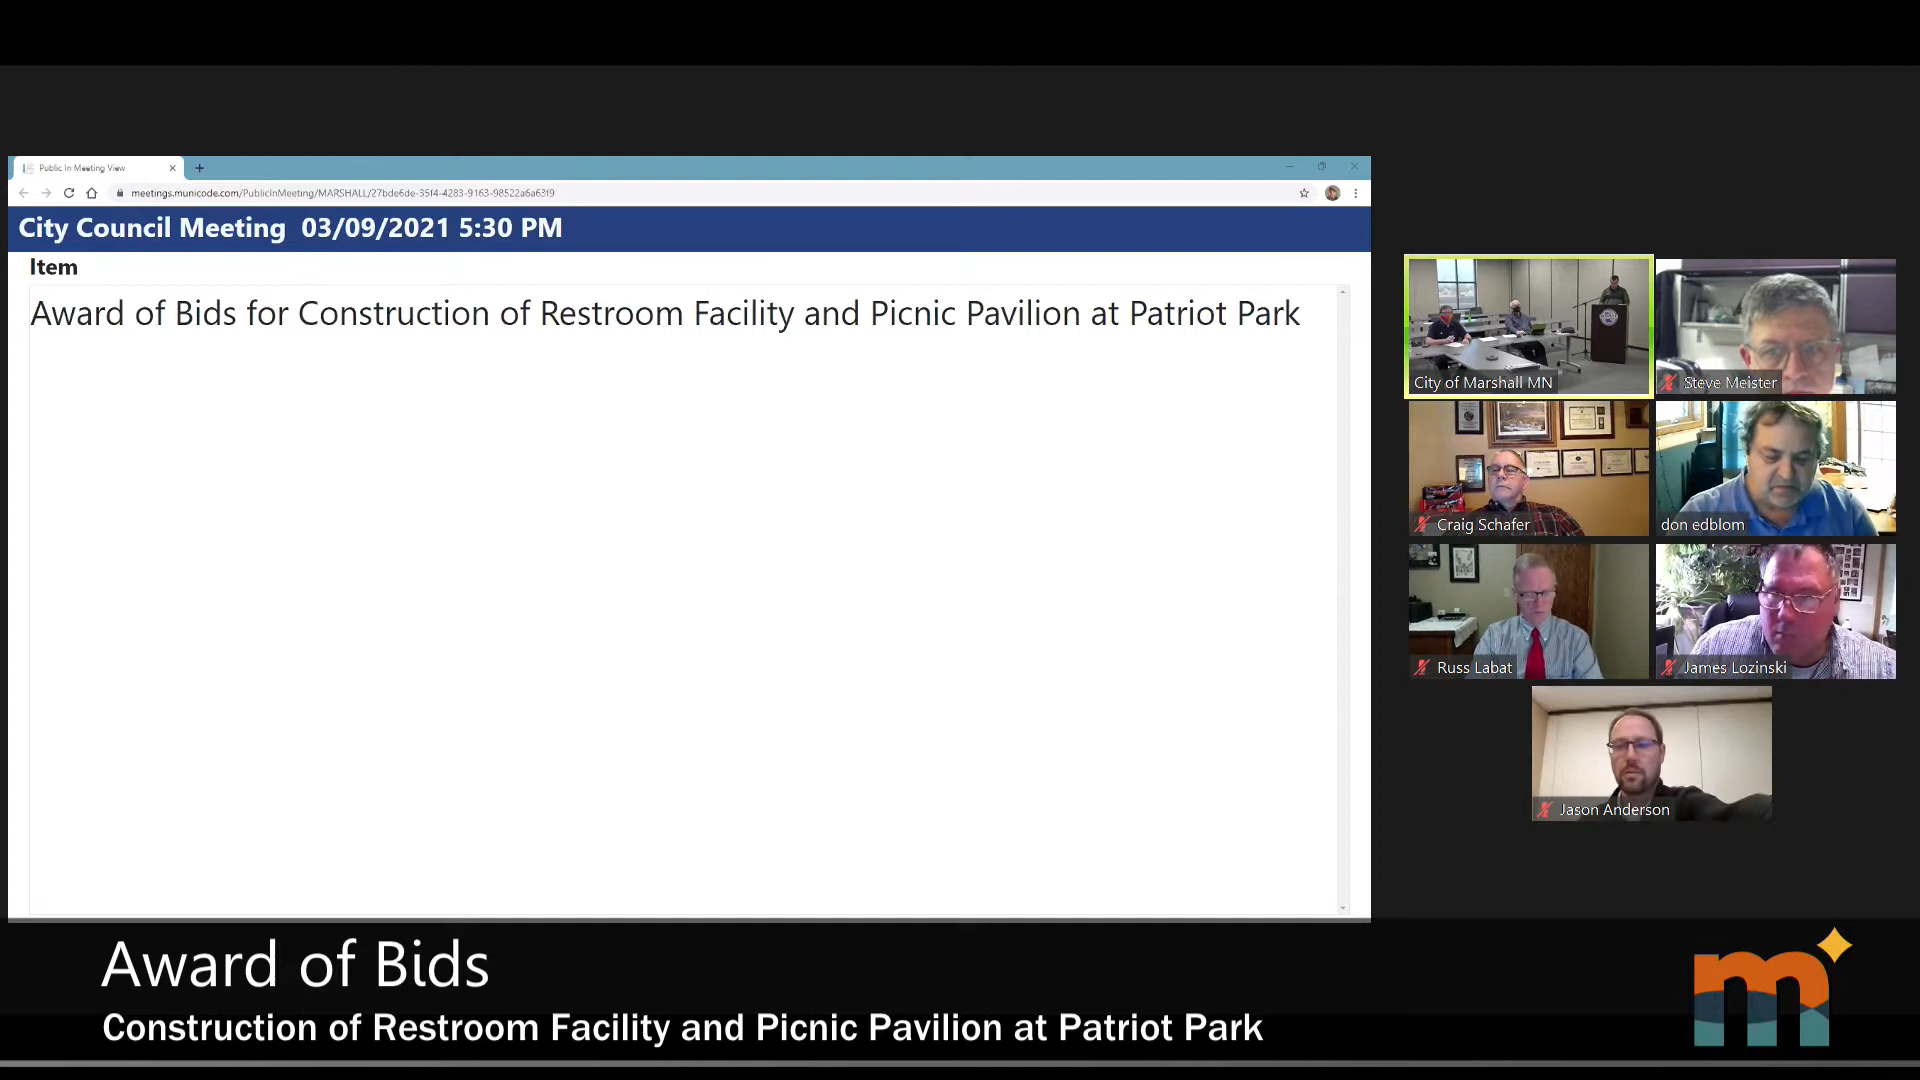 Public In Meeting View
meetings.municode.com/PublicInMeeting/MARSHALL/27bde6de-35f4-4283-9163-98522a6a63f9
City Council Meeting 03/09/2021 5:30 PM
Item
Award of Bids for Construction of Restroom Facility and Picnic Pavilion at Patriot Park
City of Marshall MN
Steve Meister
Craig Schafer
don edblom
Russ Labat
James Lozinski
Jason Anderson
Award of Bids
Construction of Restroom Facility and Picnic Pavilion at Patriot Park
m